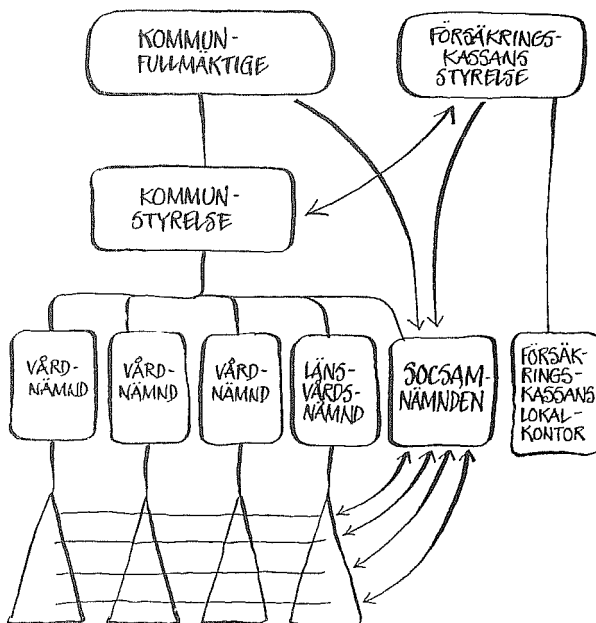 KOMMUN-
FULLMÄKTIGE
FÖRSÄKRINGS-
KASSANS
STYRELSE
KOMMUN-
STYRELSE
VÅRD-
NÄMND
VÅRD-
NÄMND
VÅRD-
NÄMND
LÄNS-
VÅRDS-
NÄMND
SOCSAM-
NÄMNDEN
FÖRSÄK-
RINGS-
KASSANS
LOKAL-
KONTOR